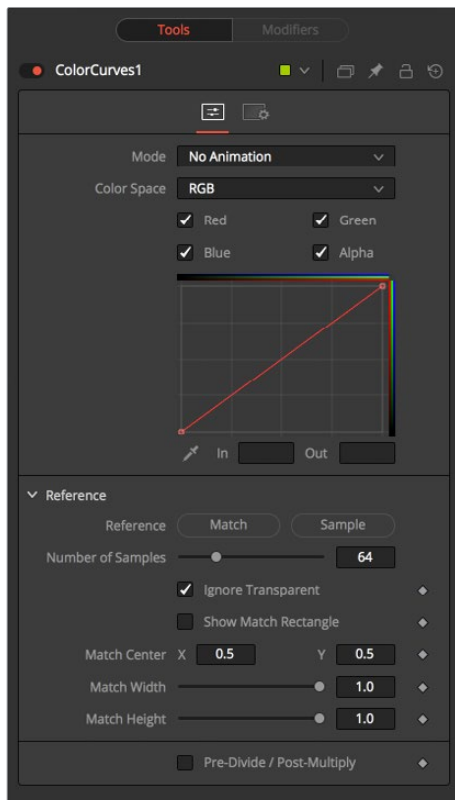 Tools Modifiers
ColorCurves1
Mode No Animation
Color Space RGB
Red Green
Blue Alpha
In Out
Reference
Reference Match Sample
Number of Samples 64
Ignore Transparent
Show Match Rectangle
Match Center X 0.5 Y 0.5
Match Width 1.0
Match Height 1.0
Pre-Divide / Post-Multiply